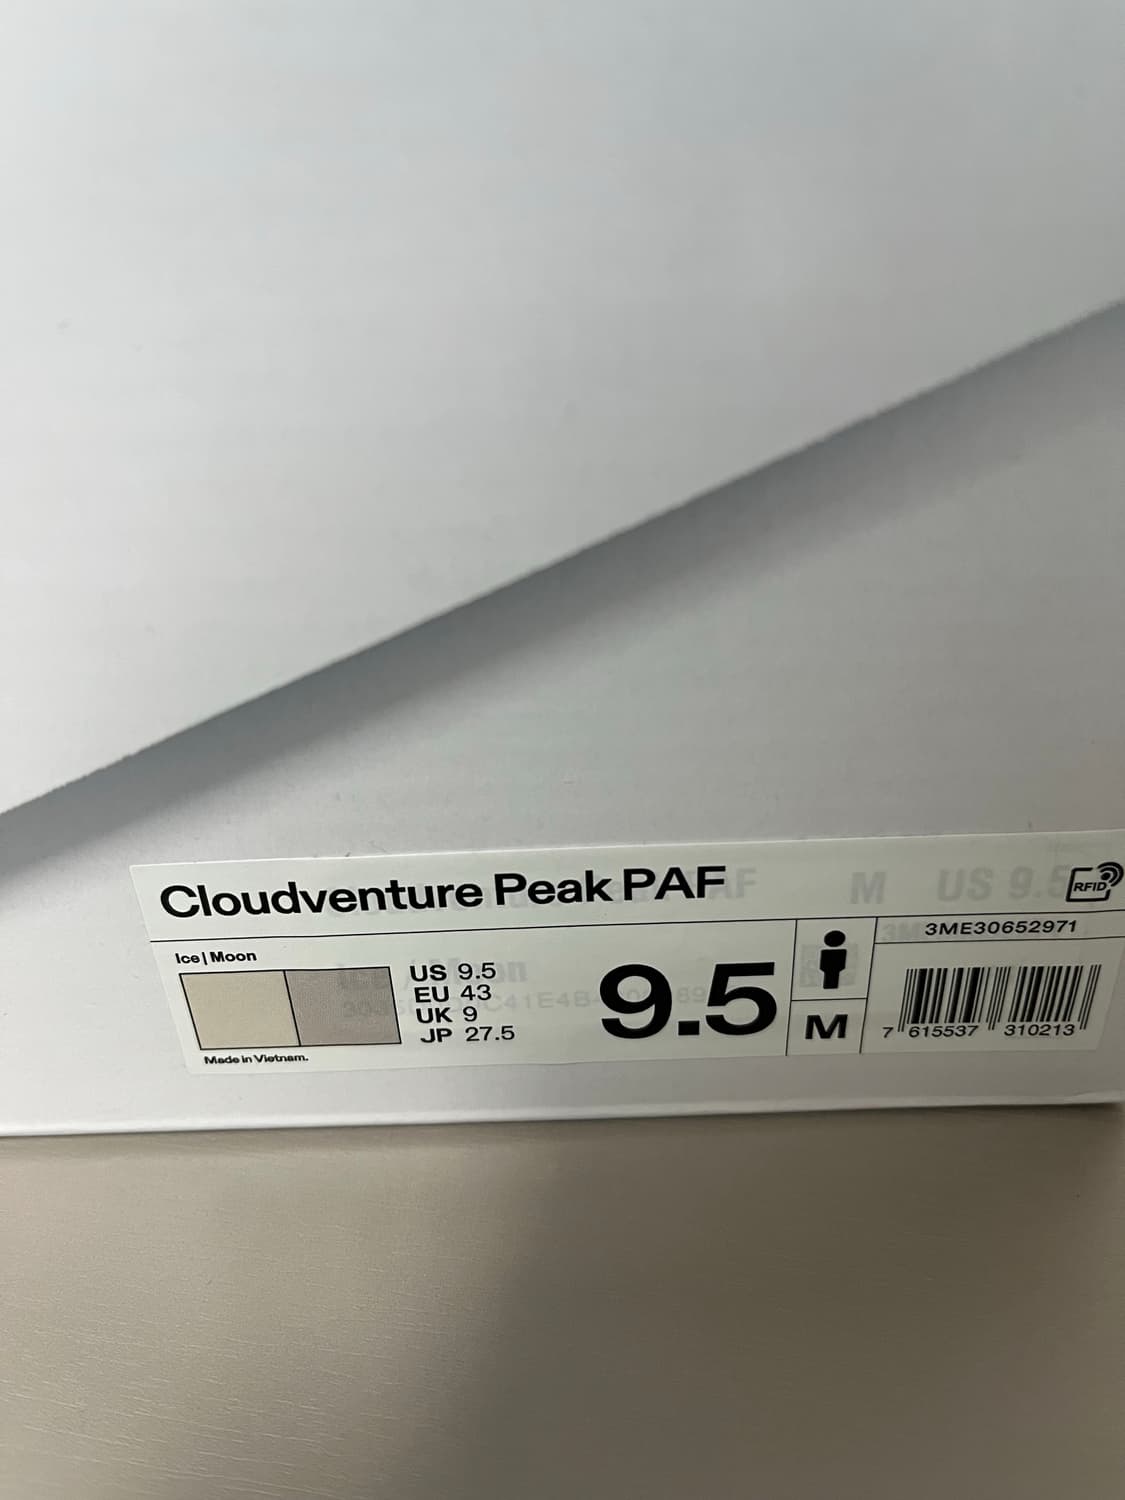 Cloudventure Peak PAF
M US 9.5
RFID
3ME30652971
Ice|Moon
US 9.5
EU 43
UK 9
JP 27.5
9.5
M
7 615537 310213
Made in Vietnam.